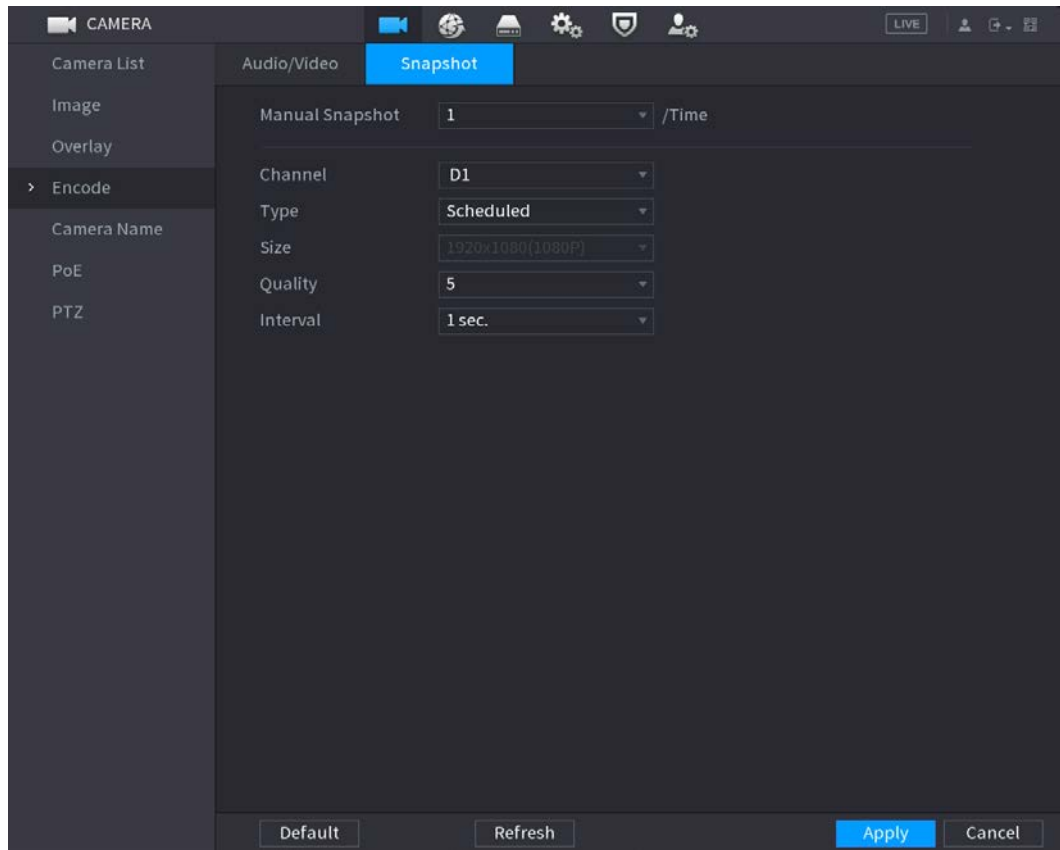 CAMERA LIVE
Camera List
Image
Overlay
Encode
Camera Name
PoE
PTZ
Audio/Video Snapshot
Manual Snapshot 1 /Time
Channel D1
Type Scheduled
Size 1920x1080(1080P)
Quality 5
Interval 1 sec.
Default Refresh Apply Cancel